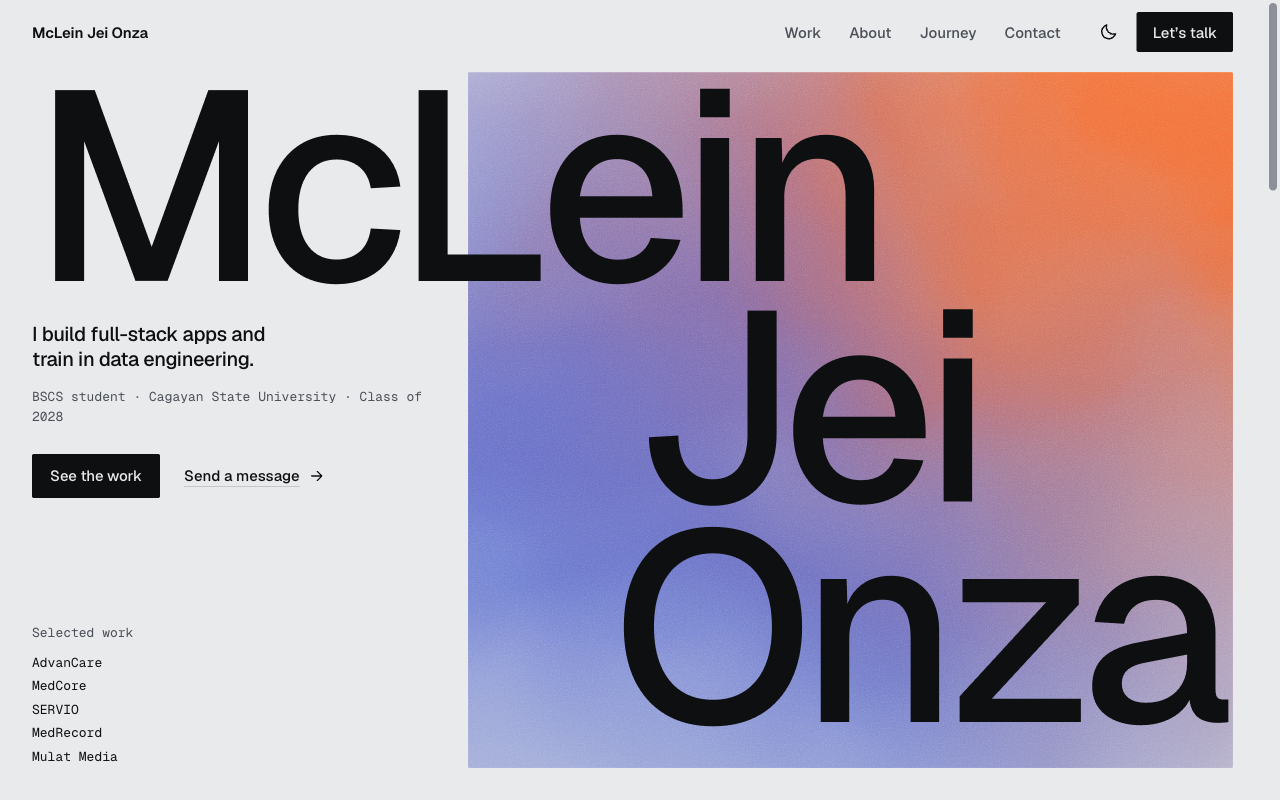 McLein Jei Onza
Work
About
Journey
Contact
Let's talk
McLein
Jei
Onza
I build full-stack apps and
train in data engineering.
BSCS student · Cagayan State University · Class of
2028
See the work
Send a message →
Selected work
AdvanCare
MedCore
SERVIO
MedRecord
Mulat Media